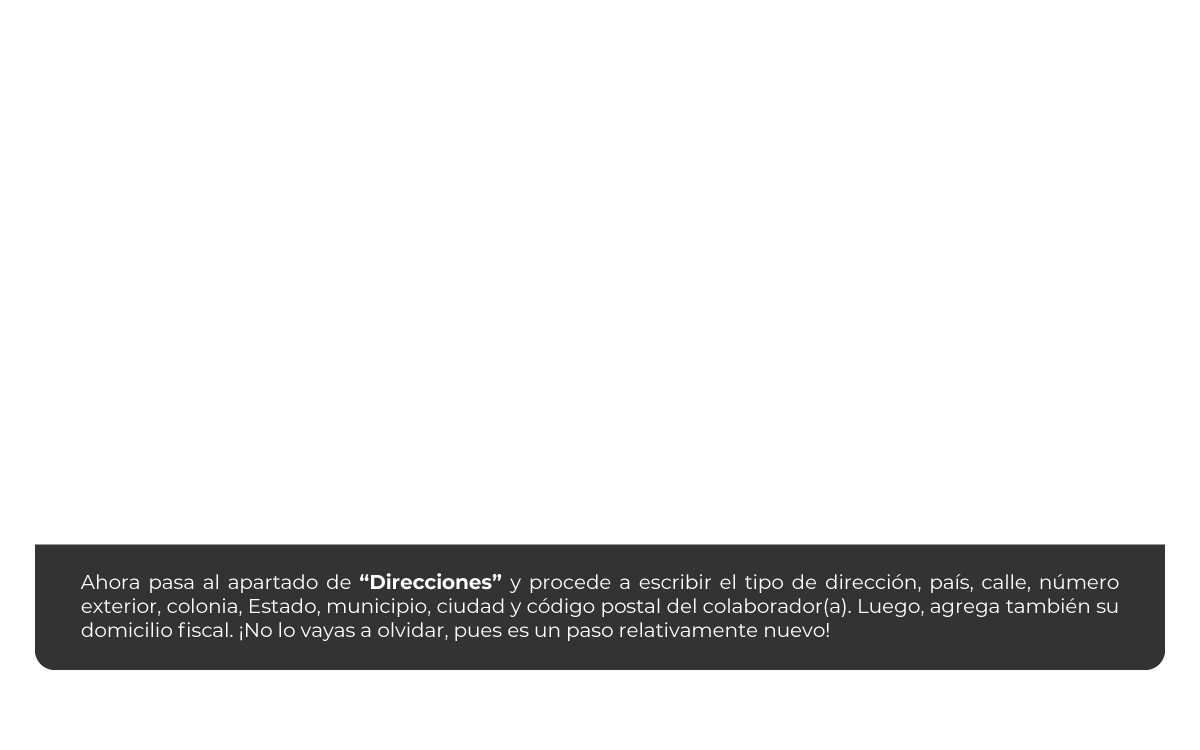 Ahora pasa al apartado de “Direcciones” y procede a escribir el tipo de dirección, país, calle, número
exterior, colonia, Estado, municipio, ciudad y código postal del colaborador(a). Luego, agrega también su
domicilio fiscal. ¡No lo vayas a olvidar, pues es un paso relativamente nuevo!